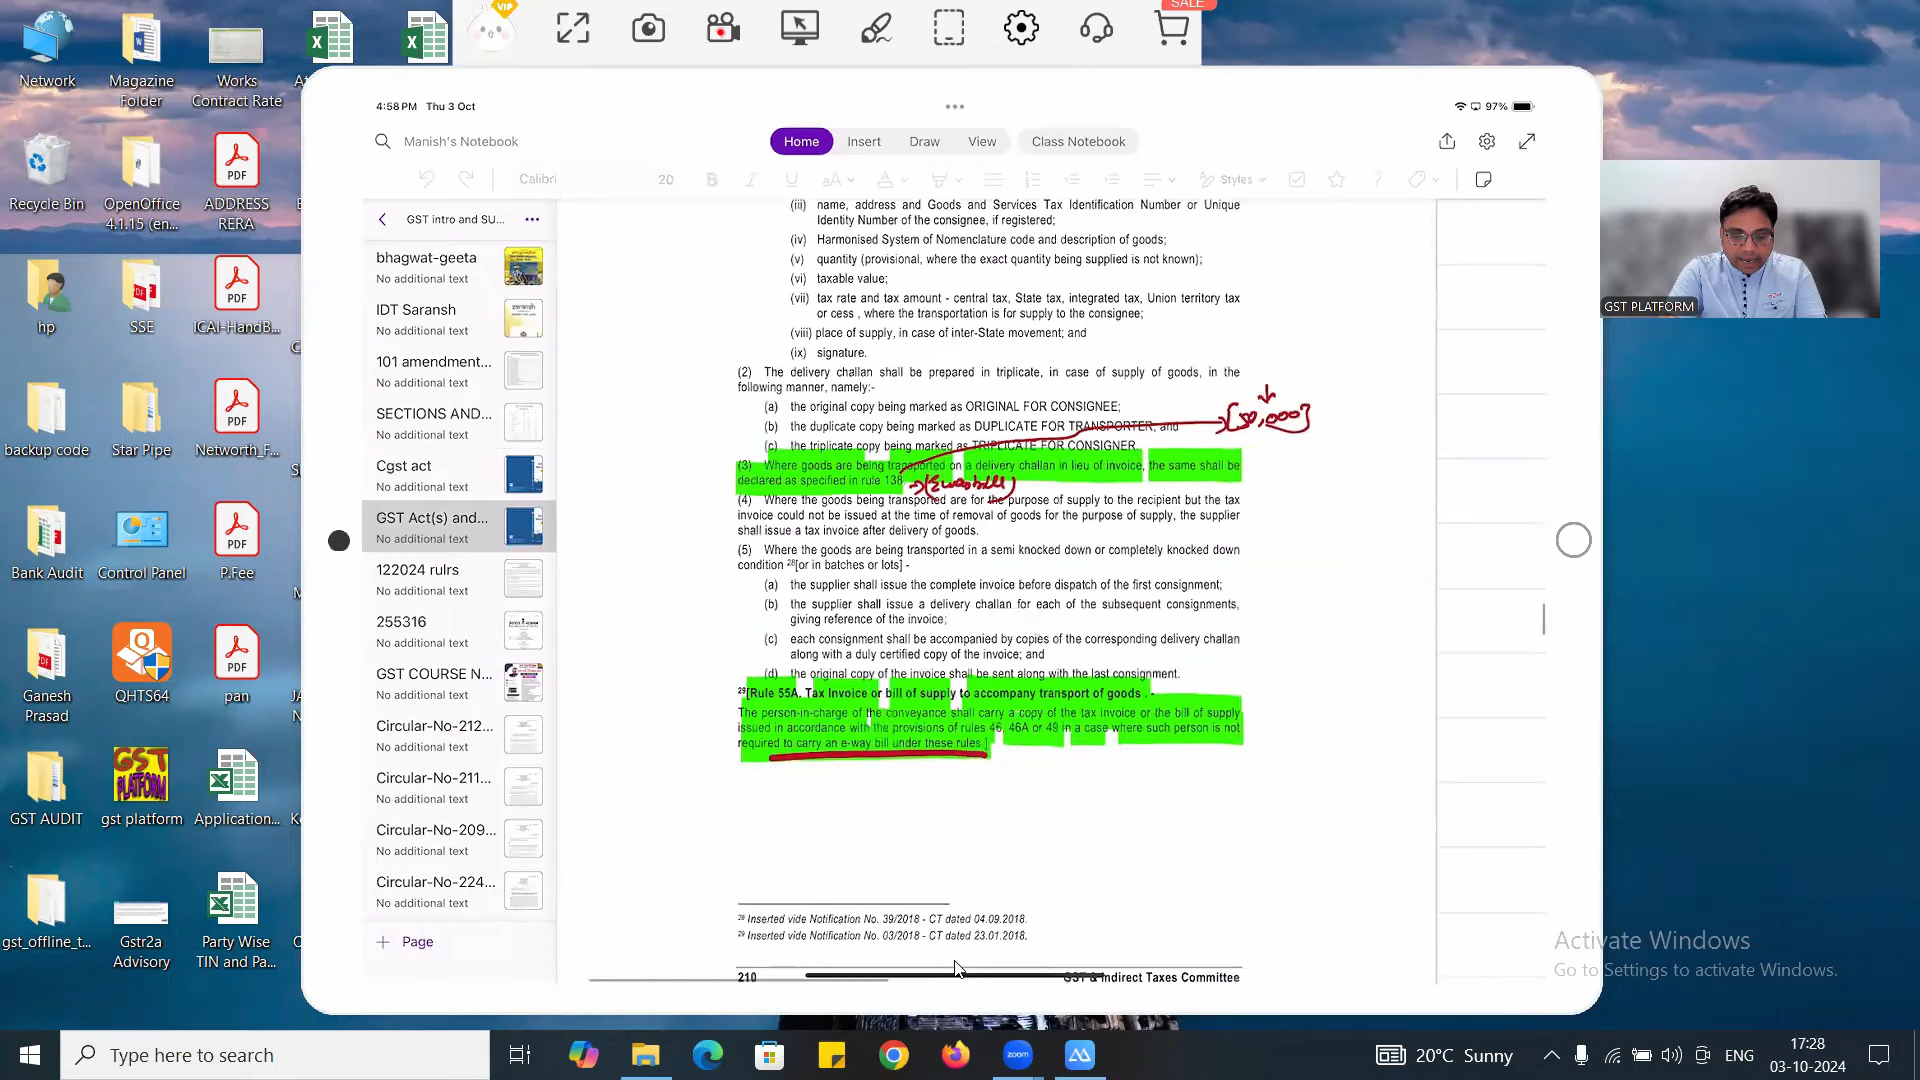 VIP
SALE
Network
Magazine
Folder
Works
Contract Rate
Recycle Bin
OpenOffice
4.1.15 (en...
ADDRESS
RERA
hp
SSE
ICAI-HandB...
backup code
Star Pipe
Networth_F...
Bank Audit
Control Panel
P.Fee
Ganesh
Prasad
QHTS64
pan
GST AUDIT
gst platform
Application...
gst_offline_t...
Gstr2a
Advisory
Party Wise
TIN and Pa...
4:58 PM Thu 3 Oct
97%
Manish's Notebook
Home Insert Draw View Class Notebook
Calibri 20 Styles
GST intro and SU...
bhagwat-geeta
No additional text
IDT Saransh
No additional text
101 amendment...
No additional text
SECTIONS AND...
No additional text
Cgst act
No additional text
GST Act(s) and...
No additional text
122024 rulrs
No additional text
255316
No additional text
GST COURSE N...
No additional text
Circular-No-212...
No additional text
Circular-No-211...
No additional text
Circular-No-209...
No additional text
Circular-No-224...
No additional text
Page
(iii) name, address and Goods and Services Tax Identification Number or Unique
Identity Number of the consignee, if registered;
(iv) Harmonised System of Nomenclature code and description of goods;
(v) quantity (provisional, where the exact quantity being supplied is not known);
(vi) taxable value;
(vii) tax rate and tax amount - central tax, State tax, integrated tax, Union territory tax
or cess , where the transportation is for supply to the consignee;
(viii) place of supply, in case of inter-State movement; and
(ix) signature.
(2) The delivery challan shall be prepared in triplicate, in case of supply of goods, in the
following manner, namely:-
(a) the original copy being marked as ORIGINAL FOR CONSIGNEE;
(b) the duplicate copy being marked as DUPLICATE FOR TRANSPORTER; and
[50,000]
(c) the triplicate copy being marked as TRIPLICATE FOR CONSIGNER.
(3) Where goods are being transported on a delivery challan in lieu of invoice, the same shall be
declared as specified in rule 138
(4) Where the goods being transported are for the purpose of supply to the recipient but the tax
invoice could not be issued at the time of removal of goods for the purpose of supply, the supplier
shall issue a tax invoice after delivery of goods.
(5) Where the goods are being transported in a semi knocked down or completely knocked down
condition 28[or in batches or lots] -
(a) the supplier shall issue the complete invoice before dispatch of the first consignment;
(b) the supplier shall issue a delivery challan for each of the subsequent consignments,
giving reference of the invoice;
(c) each consignment shall be accompanied by copies of the corresponding delivery challan
along with a duly certified copy of the invoice; and
(d) the original copy of the invoice shall be sent along with the last consignment.
29[Rule 55A. Tax Invoice or bill of supply to accompany transport of goods . -
The person-in-charge of the conveyance shall carry a copy of the tax invoice or the bill of supply
issued in accordance with the provisions of rules 46, 46A or 49 in a case where such person is not
required to carry an e-way bill under these rules.]
28 Inserted vide Notification No. 39/2018 - CT dated 04.09.2018.
29 Inserted vide Notification No. 03/2018 - CT dated 23.01.2018.
210 GST & Indirect Taxes Committee
GST PLATFORM
Activate Windows
Go to Settings to activate Windows.
Type here to search
zoom
20°C Sunny
ENG
17:28
03-10-2024